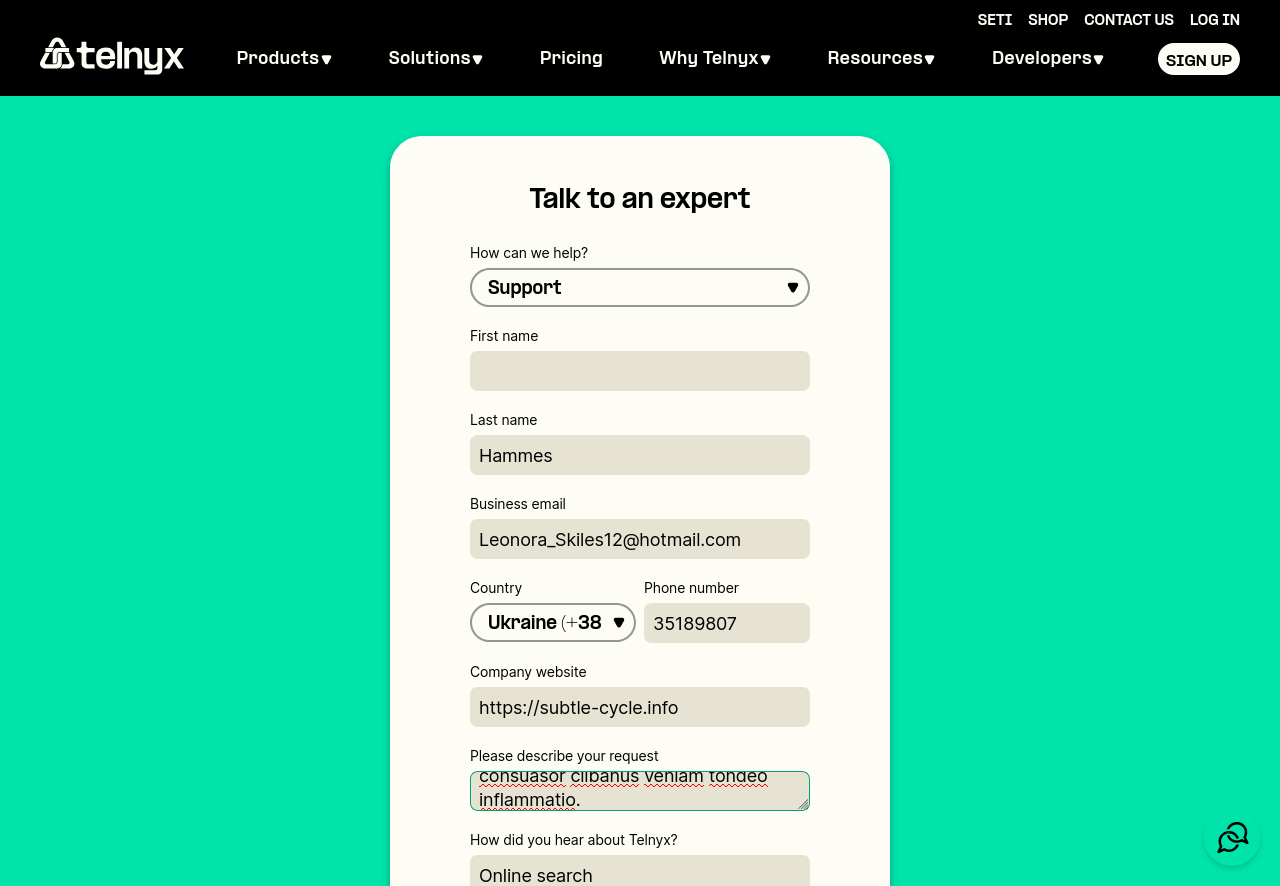 SETI SHOP CONTACT US LOG IN
telnyx Products Solutions Pricing Why Telnyx Resources Developers SIGN UP
Talk to an expert
How can we help?
Support
First name
Last name
Hammes
Business email
Leonora_Skiles12@hotmail.com
Country Phone number
Ukraine (+38 35189807
Company website
https://subtle-cycle.info
Please describe your request
consuasor clibanus veniam tondeo
inflammatio.
How did you hear about Telnyx?
Online search